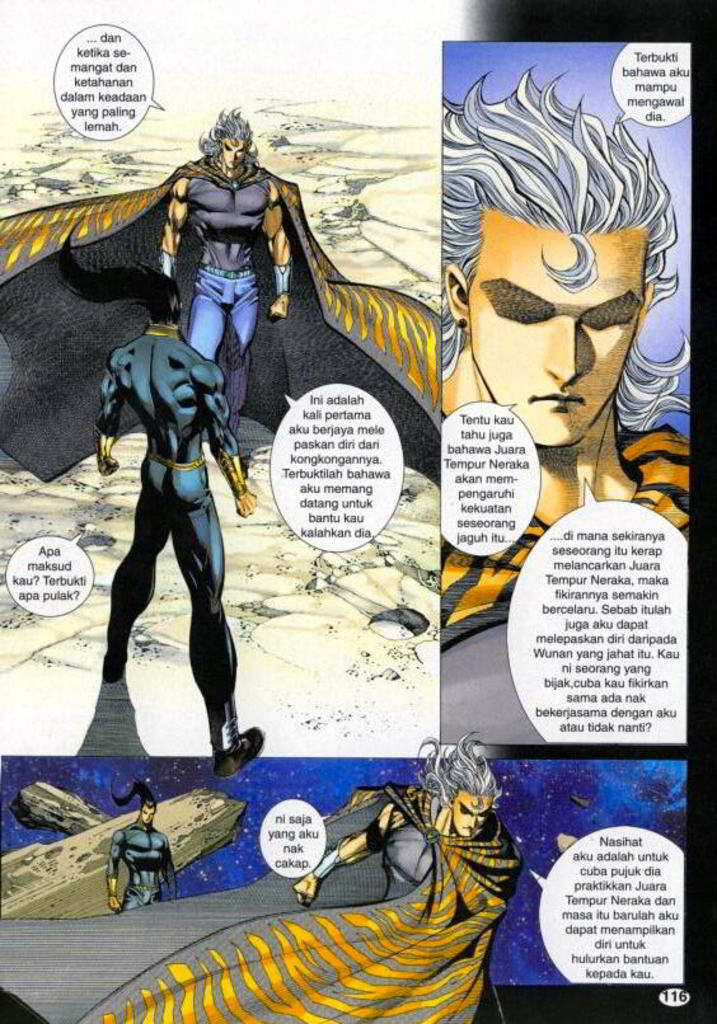 ... dan
ketika se-
mangat dan
ketahanan
dalam keadaan
yang paling
lemah.
Ini adalah
kali pertama
aku berjaya mele
paskan diri dari
kongkongannya.
Terbuktilah bahawa
aku memang
datang untuk
bantu kau
kalahkan
dia.
Apa
maksud
kau? Terbukti
apa pulak?
Terbukti
bahawa aku
mampu
mengawal
dia.
Tentu kau
tahu juga
bahawa Juara
Tempur Neraka
akan mem-
pengaruhi
kekuatan
seseorang
jaguh itu...
....di mana sekiranya
seseorang itu kerap
melancarkan Juara
Tempur Neraka, maka
fikirannya semakin
bercelaru. Sebab itulah
juga aku dapat
melepaskan diri daripada
Wunan yang jahat itu. Kau
ni seorang yang
bijak,cuba kau fikirkan
sama ada nak
bekerjasama dengan aku
atau tidak nanti?
ni saja
yang aku
nak
cakap.
Nasihat
aku adalah untuk
cuba pujuk dia
praktikkan Juara
Tempur Neraka dan
masa itu barulah aku
dapat menampilkan
diri untuk
hulurkan bantuan
kepada kau.
116